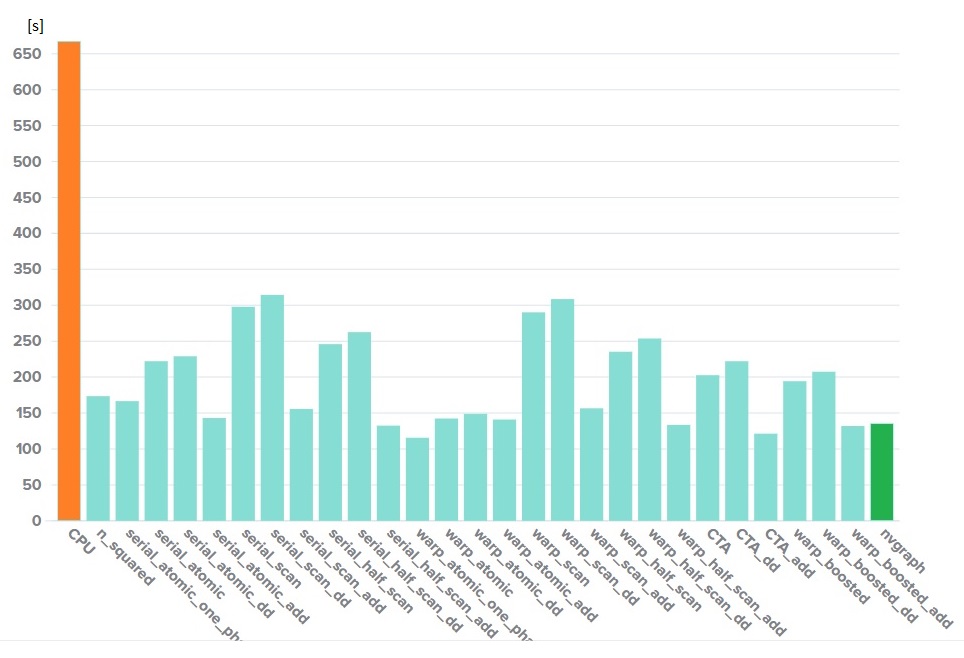 [s]
650
600
550
500
450
400
350
300
250
200
150
100
50
0
CPU
n_squared
serial_atomic_one_pha
serial_atomic
serial_atomic_dd
serial_atomic_add
serial_scan
serial_scan_dd
serial_scan_add
serial_half_scan
serial_half_scan_dd
serial_half_scan_add
warp_atomic_one_pha
warp_atomic
warp_atomic_dd
warp_atomic_add
warp_scan
warp_scan_dd
warp_scan_add
warp_half_scan
warp_half_scan_dd
warp_half_scan_add
CTA
CTA_dd
CTA_add
warp_boosted
warp_boosted_dd
warp_boosted_add
nvgraph